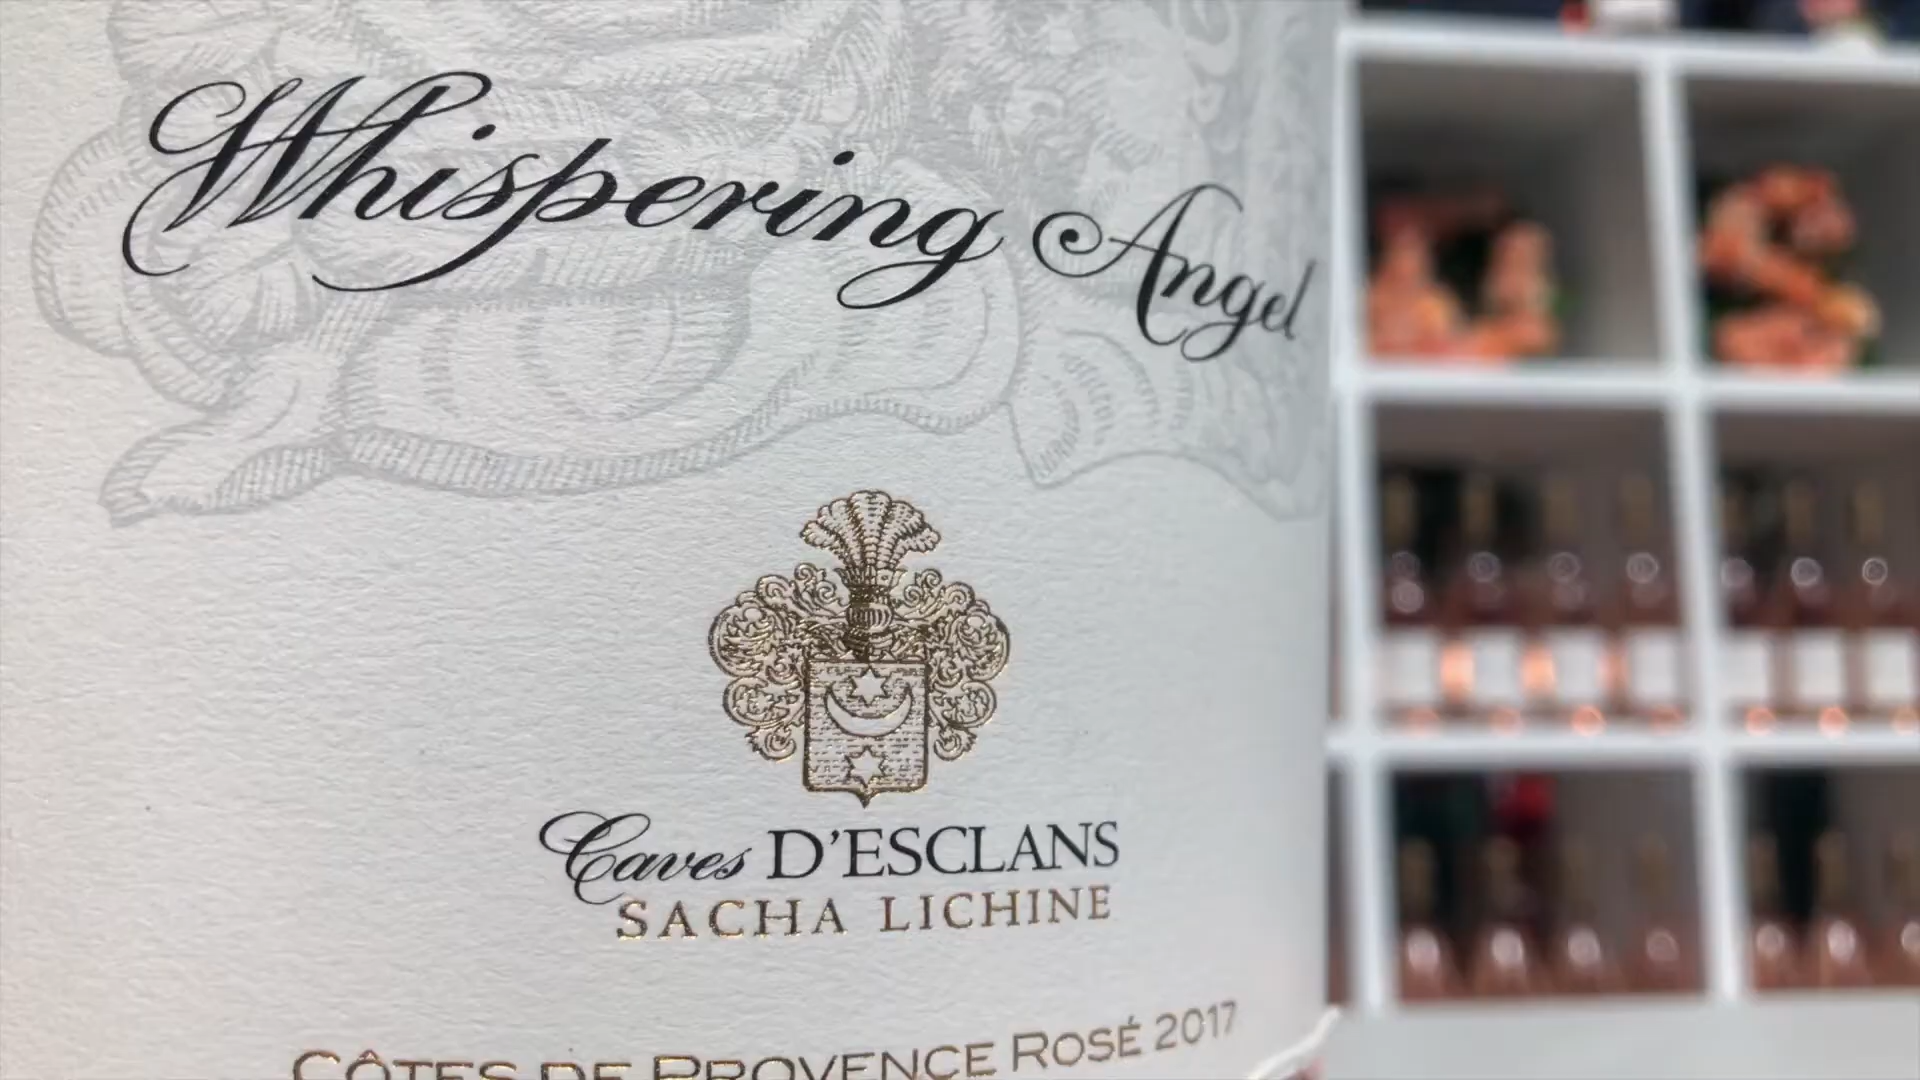 Whispering Angel
Caves D'ESCLANS
SACHA LICHINE
CÔTES DE PROVENCE ROSÉ 2017